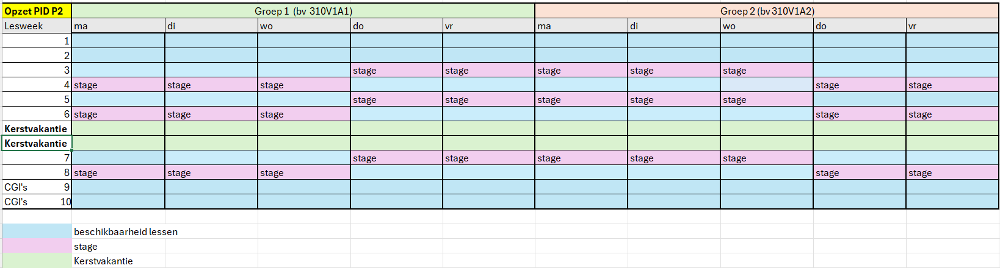 Opzet PID P2 Groep 1 (bv 310V1A1) Groep 2 (bv 310V1A2)
Lesweek ma di wo do vr ma di wo do vr
1
2
3 stage stage stage stage stage
4 stage stage stage stage stage
5 stage stage stage stage stage
6 stage stage stage stage stage
Kerstvakantie
Kerstvakantie
7 stage stage stage stage stage
8 stage stage stage stage stage
CGI's 9
CGI's 10
beschikbaarheid lessen
stage
Kerstvakantie